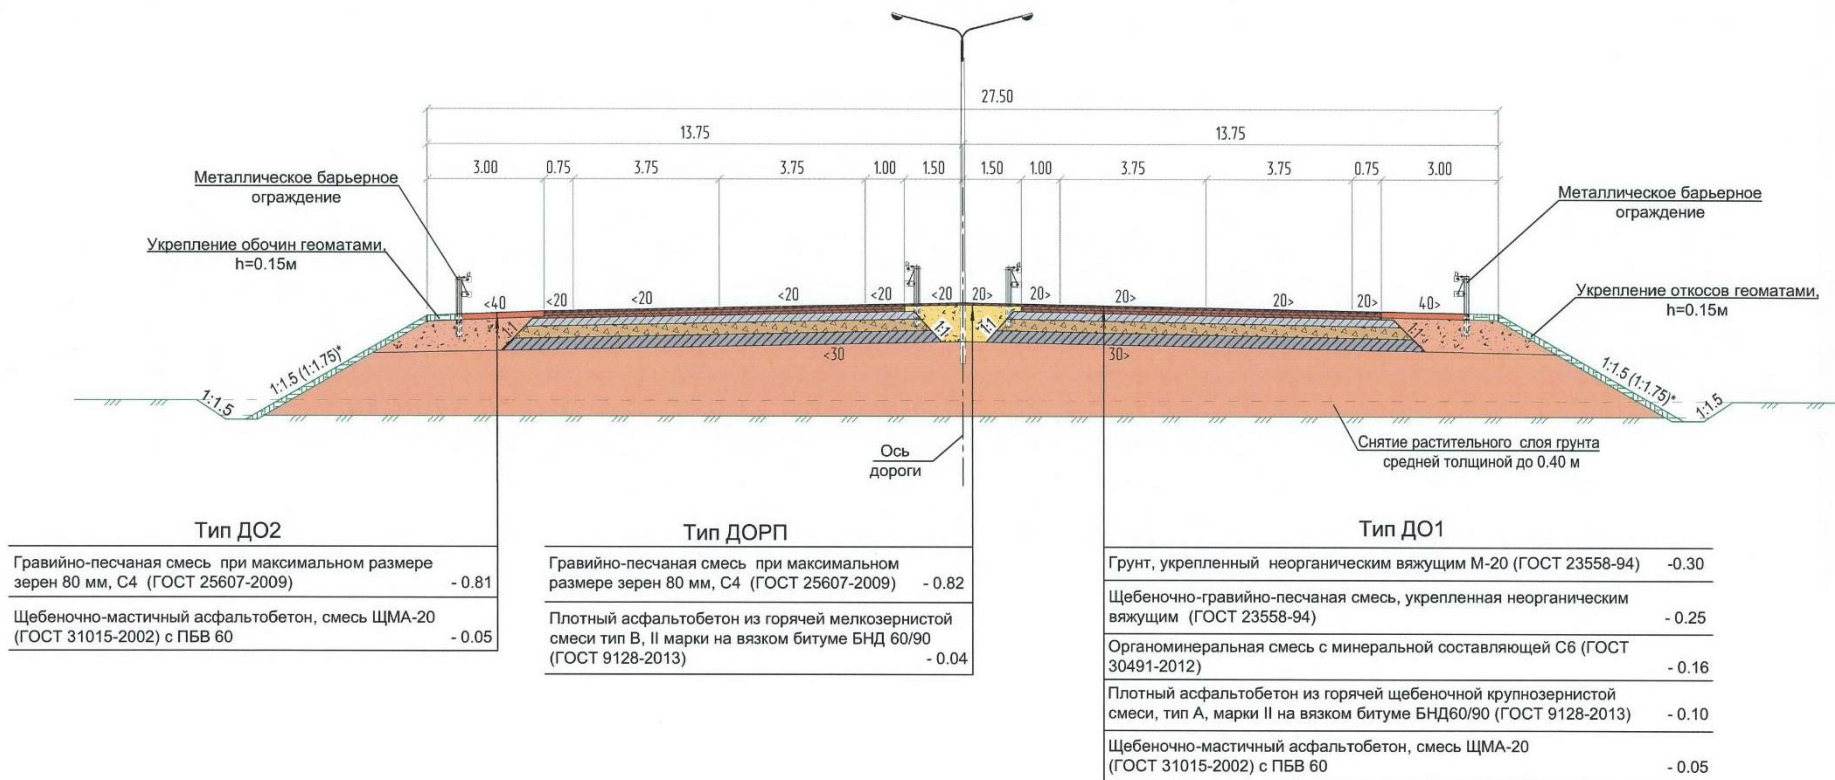 27.50
13.75 13.75
3.00 0.75 3.75 3.75 1.00 1.50 1.50 1.00 3.75 3.75 0.75 3.00
Металлическое барьерное
ограждение
Металлическое барьерное
ограждение
Укрепление обочин геоматами,
h=0.15м
Укрепление откосов геоматами,
h=0.15м
<40 <20 <20 <20 <20 <20 20> 20> 20> 20> 20> 40>
1:1 1:1 1:1 1:1
<30 30>
1:1.5 1:1.5 (1:1.75)* 1:1.5 (1:1.75)* 1:1.5
Ось
дороги
Снятие растительного слоя грунта
средней толщиной до 0.40 м
Тип ДО2
Гравийно-песчаная смесь при максимальном размере
зерен 80 мм, С4 (ГОСТ 25607-2009) - 0.81
Щебеночно-мастичный асфальтобетон, смесь ЩМА-20
(ГОСТ 31015-2002) с ПБВ 60 - 0.05
Тип ДОРП
Гравийно-песчаная смесь при максимальном
размере зерен 80 мм, С4 (ГОСТ 25607-2009) - 0.82
Плотный асфальтобетон из горячей мелкозернистой
смеси тип В, II марки на вязком битуме БНД 60/90
(ГОСТ 9128-2013) - 0.04
Тип ДО1
Грунт, укрепленный неорганическим вяжущим М-20 (ГОСТ 23558-94) -0.30
Щебеночно-гравийно-песчаная смесь, укрепленная неорганическим
вяжущим (ГОСТ 23558-94) - 0.25
Органоминеральная смесь с минеральной составляющей С6 (ГОСТ
30491-2012) - 0.16
Плотный асфальтобетон из горячей щебеночной крупнозернистой
смеси, тип А, марки II на вязком битуме БНД60/90 (ГОСТ 9128-2013) - 0.10
Щебеночно-мастичный асфальтобетон, смесь ЩМА-20
(ГОСТ 31015-2002) с ПБВ 60 - 0.05